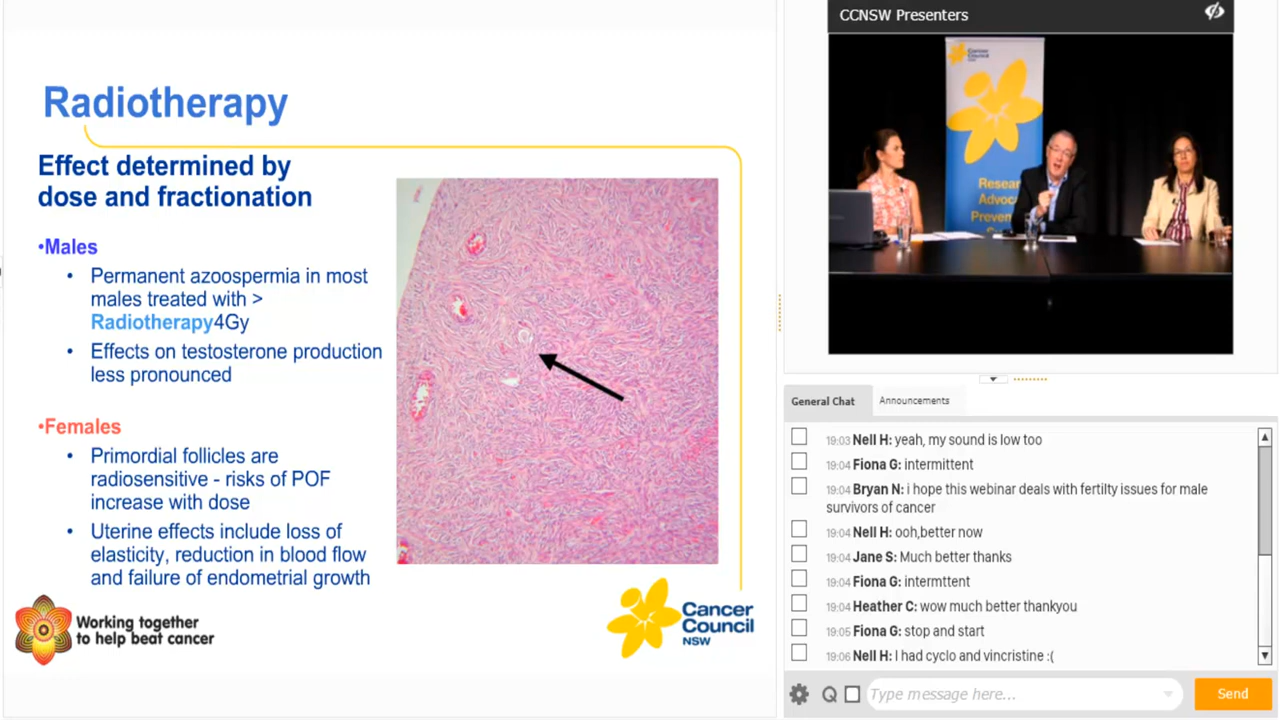 Radiotherapy
Effect determined by
dose and fractionation
•Males
• Permanent azoospermia in most
males treated with >
Radiotherapy4Gy
• Effects on testosterone production
less pronounced
•Females
• Primordial follicles are
radiosensitive - risks of POF
increase with dose
• Uterine effects include loss of
elasticity, reduction in blood flow
and failure of endometrial growth
Working together
to help beat cancer
Cancer
Council
NSW
CCNSW Presenters
Cancer
Council
General Chat
Announcements
19:03 Nell H: yeah, my sound is low too
19:04 Fiona G: intermittent
19:04 Bryan N: i hope this webinar deals with fertilty issues for male
survivors of cancer
19:04 Nell H: ooh,better now
19:04 Jane S: Much better thanks
19:04 Fiona G: intermttent
19:04 Heather C: wow much better thankyou
19:05 Fiona G: stop and start
19:06 Nell H: I had cyclo and vincristine :(
Type message here...
Send